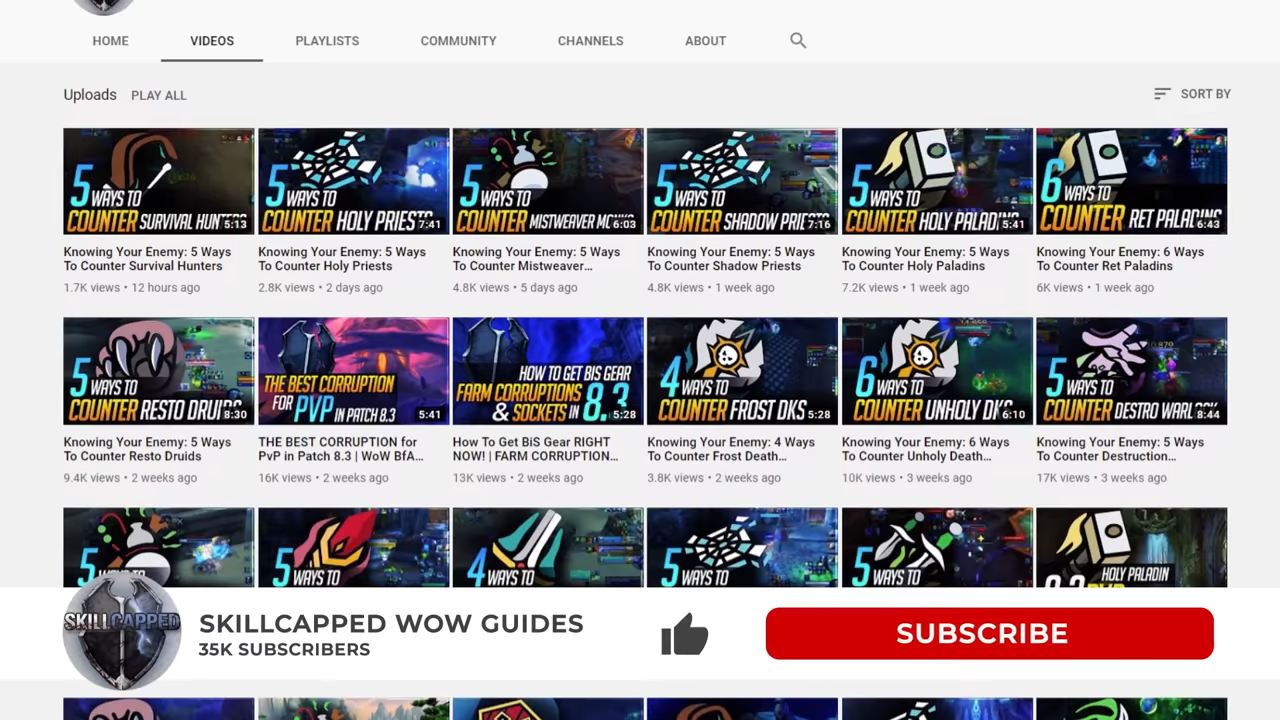 HOME VIDEOS PLAYLISTS COMMUNITY CHANNELS ABOUT
Uploads PLAY ALL SORT BY
5 WAYS TO
COUNTER SURVIVAL HUNTERS
5:13
5 WAYS TO
COUNTER HOLY PRIESTS
7:41
5 WAYS TO
COUNTER MISTWEAVER MONKS
6:03
5 WAYS TO
COUNTER SHADOW PRIESTS
7:16
5 WAYS TO
COUNTER HOLY PALADINS
5:41
6 WAYS TO
COUNTER RET PALADINS
6:43
Knowing Your Enemy: 5 Ways
To Counter Survival Hunters
1.7K views • 12 hours ago
Knowing Your Enemy: 5 Ways
To Counter Holy Priests
2.8K views • 2 days ago
Knowing Your Enemy: 5 Ways
To Counter Mistweaver...
4.8K views • 5 days ago
Knowing Your Enemy: 5 Ways
To Counter Shadow Priests
4.8K views • 1 week ago
Knowing Your Enemy: 5 Ways
To Counter Holy Paladins
7.2K views • 1 week ago
Knowing Your Enemy: 6 Ways
To Counter Ret Paladins
6K views • 1 week ago
5 WAYS TO
COUNTER RESTO DRUIDS
8:30
THE BEST CORRUPTION
FOR PVP IN PATCH 8.3
5:41
HOW TO GET BIS GEAR
FARM CORRUPTIONS
& SOCKETS IN 8.3
5:28
4 WAYS TO
COUNTER FROST DKS
5:28
6 WAYS TO
COUNTER UNHOLY DKS
6:10
5 WAYS TO
COUNTER DESTRO WARLOCK
8:44
Knowing Your Enemy: 5 Ways
To Counter Resto Druids
9.4K views • 2 weeks ago
THE BEST CORRUPTION for
PvP in Patch 8.3 | WoW BfA...
16K views • 2 weeks ago
How To Get BiS Gear RIGHT
NOW! | FARM CORRUPTION...
13K views • 2 weeks ago
Knowing Your Enemy: 4 Ways
To Counter Frost Death...
3.8K views • 2 weeks ago
Knowing Your Enemy: 6 Ways
To Counter Unholy Death...
10K views • 3 weeks ago
Knowing Your Enemy: 5 Ways
To Counter Destruction...
17K views • 3 weeks ago
5 WAYS TO
5 WAYS TO
4 WAYS TO
5 WAYS TO
5 WAYS TO
HOLY PALADIN
SKILLCAPPED
SKILLCAPPED WOW GUIDES
35K SUBSCRIBERS
SUBSCRIBE